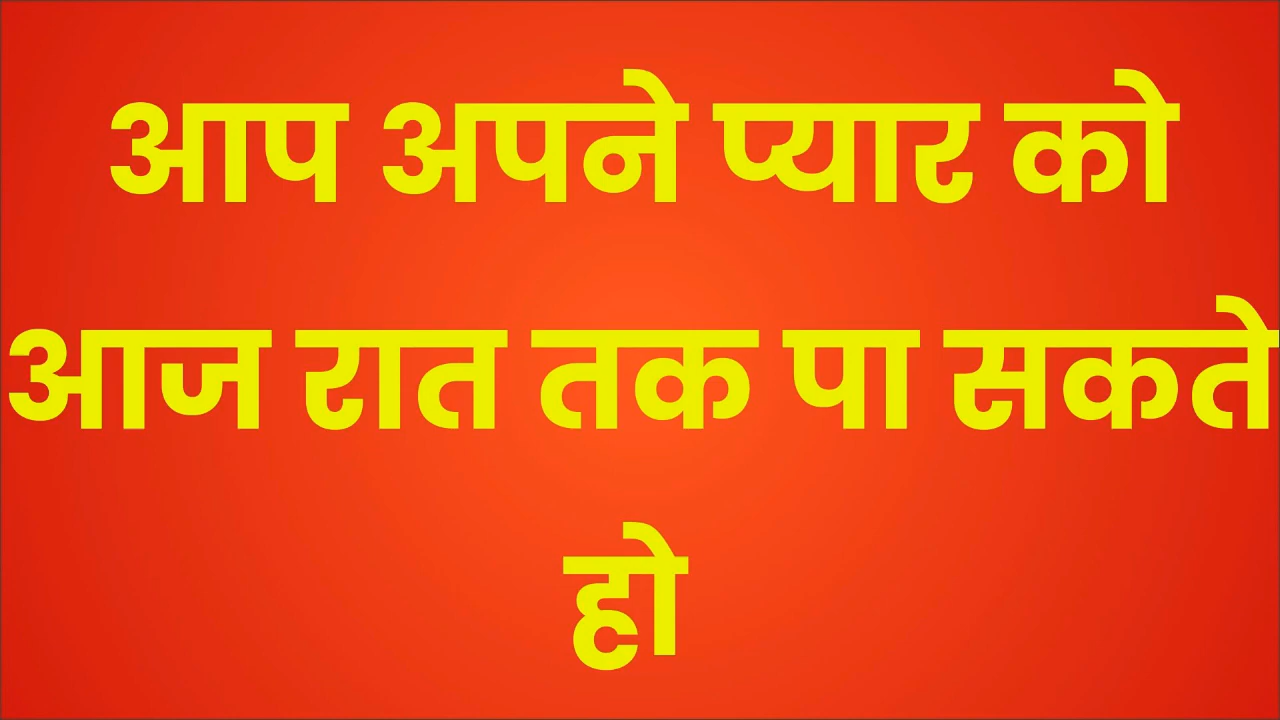 आप अपने प्यार को
आज रात तक पा सकते
हो